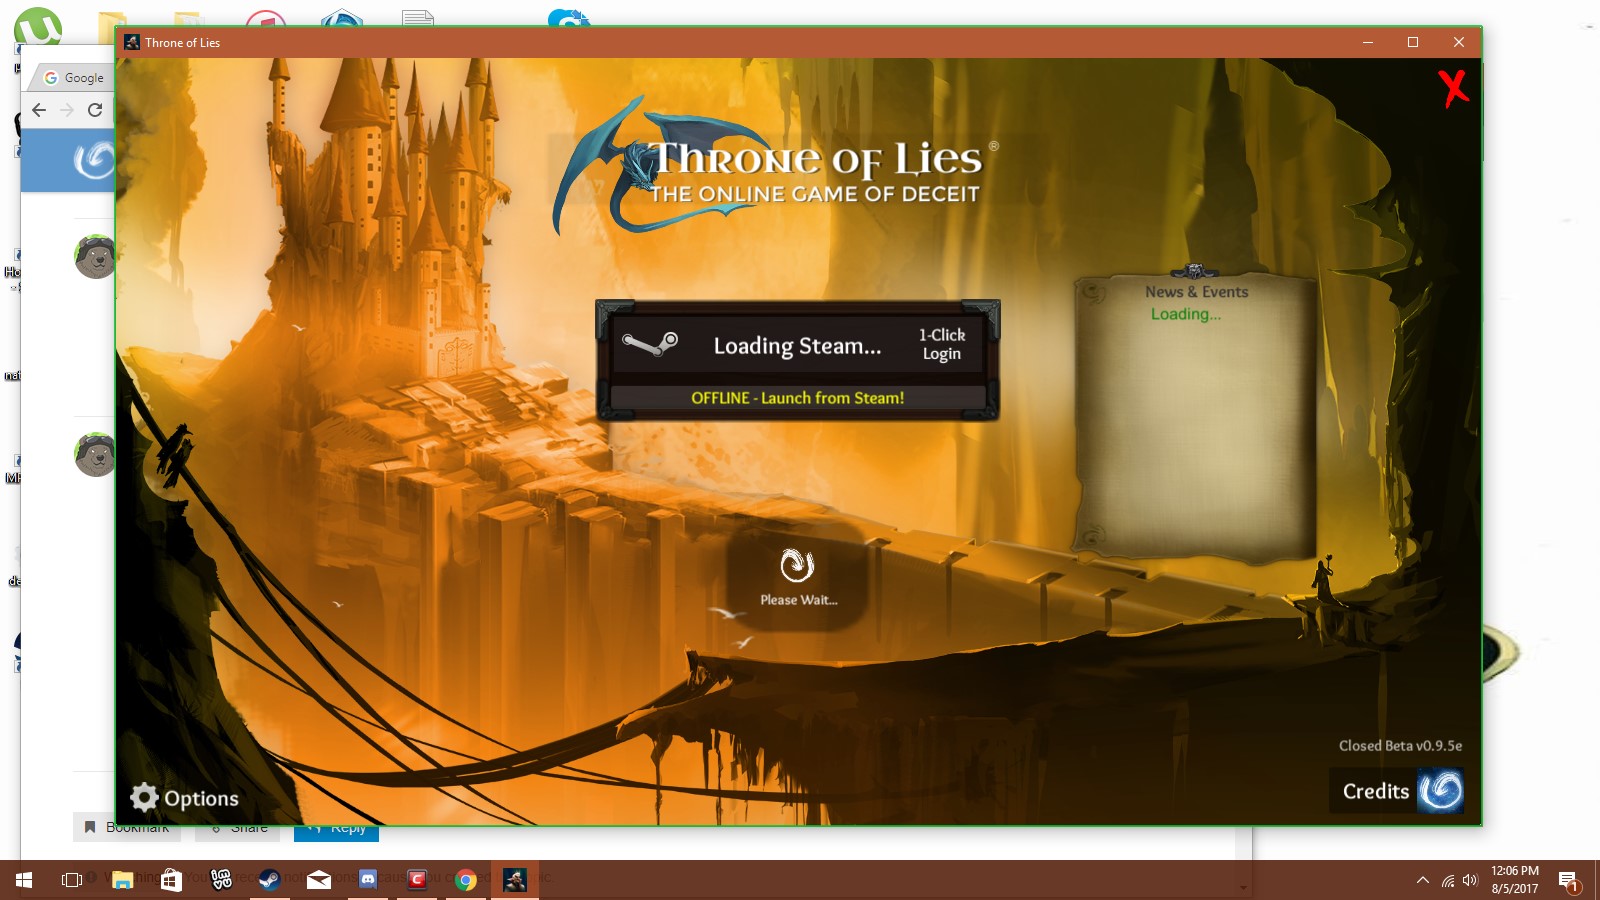 Throne of Lies
Google
THRONE OF LIES®
THE ONLINE GAME OF DECEIT
News & Events
Loading...
Loading Steam...
1-Click
Login
OFFLINE - Launch from Steam!
Please Wait...
Closed Beta v0.9.5e
Options
Credits
Bookmark
Share
Reply
12:06 PM
8/5/2017
1